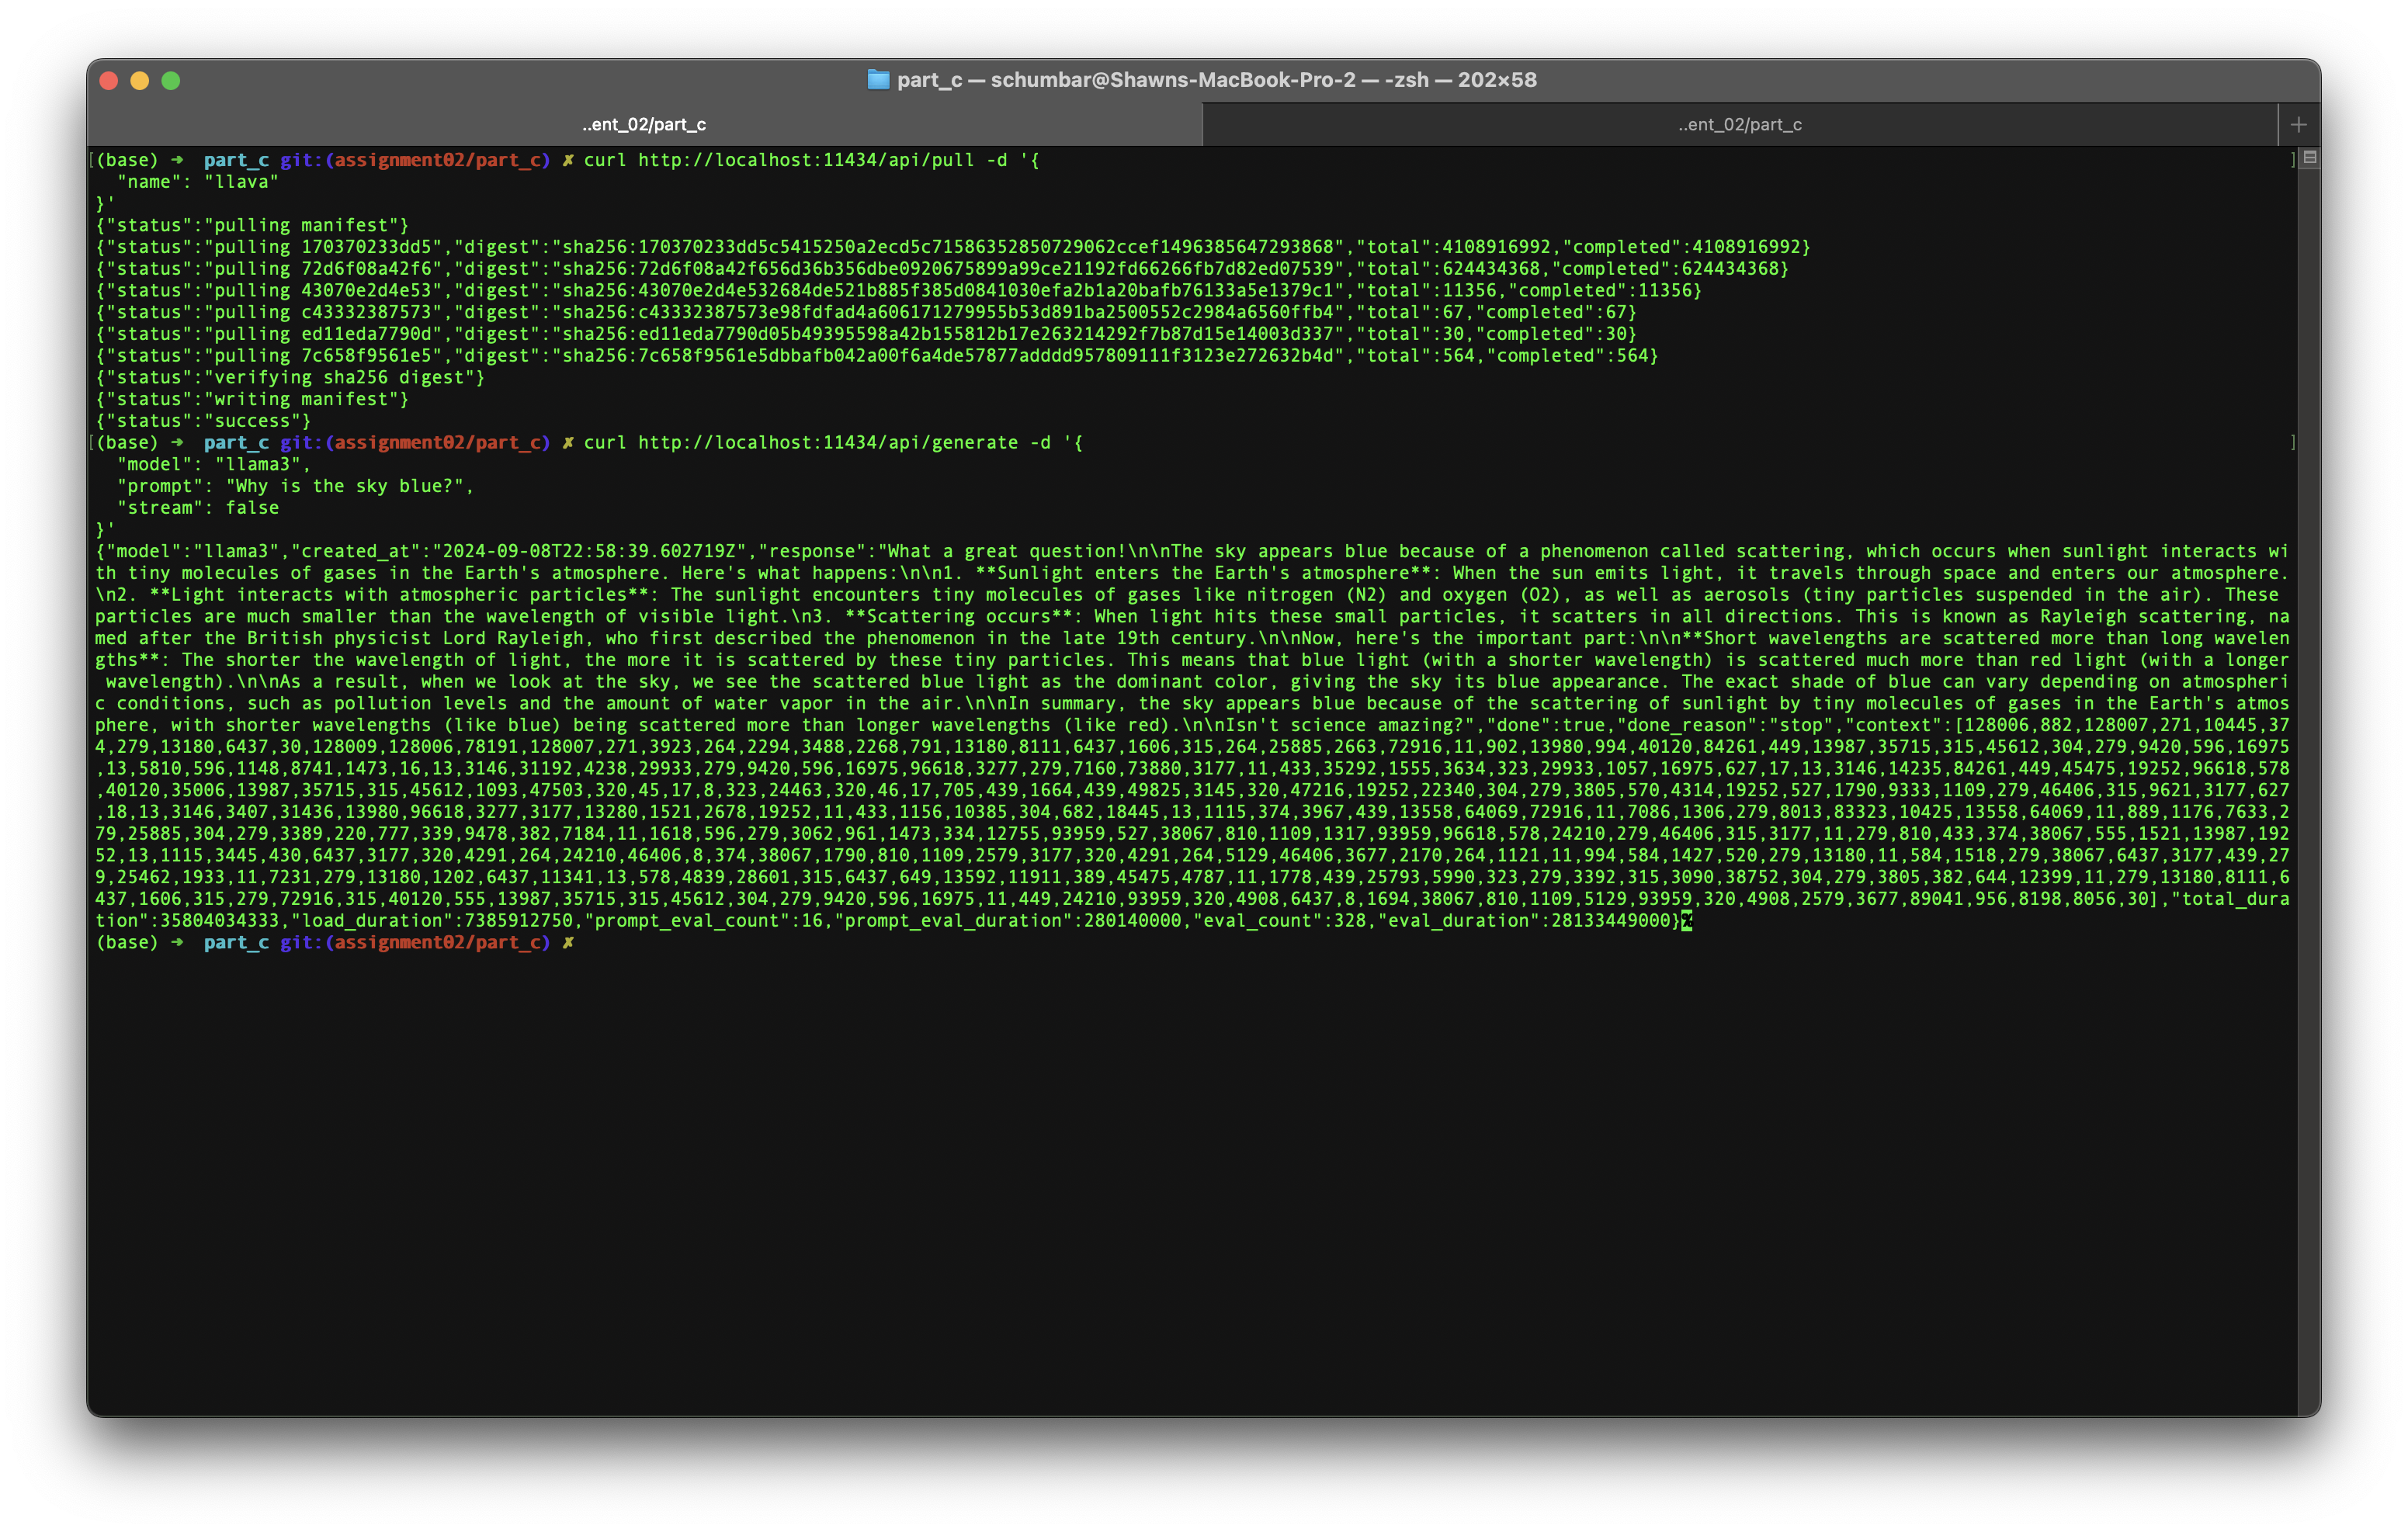 part_c — schumbar@Shawns-MacBook-Pro-2 — -zsh — 202×58
..ent_02/part_c
..ent_02/part_c
[(base) ➜  part_c git:(assignment02/part_c) ✗ curl http://localhost:11434/api/pull -d '{ ]
  "name": "llava"
}'
{"status":"pulling manifest"}
{"status":"pulling 170370233dd5","digest":"sha256:170370233dd5c5415250a2ecd5c71586352850729062ccef1496385647293868","total":4108916992,"completed":4108916992}
{"status":"pulling 72d6f08a42f6","digest":"sha256:72d6f08a42f656d36b356dbe0920675899a99ce21192fd66266fb7d82ed07539","total":624434368,"completed":624434368}
{"status":"pulling 43070e2d4e53","digest":"sha256:43070e2d4e532684de521b885f385d0841030efa2b1a20bafb76133a5e1379c1","total":11356,"completed":11356}
{"status":"pulling c43332387573","digest":"sha256:c43332387573e98fdfad4a606171279955b53d891ba2500552c2984a6560ffb4","total":67,"completed":67}
{"status":"pulling ed11eda7790d","digest":"sha256:ed11eda7790d05b49395598a42b155812b17e263214292f7b87d15e14003d337","total":30,"completed":30}
{"status":"pulling 7c658f9561e5","digest":"sha256:7c658f9561e5dbbafb042a00f6a4de57877adddd957809111f3123e272632b4d","total":564,"completed":564}
{"status":"verifying sha256 digest"}
{"status":"writing manifest"}
{"status":"success"}
[(base) ➜  part_c git:(assignment02/part_c) ✗ curl http://localhost:11434/api/generate -d '{ ]
  "model": "llama3",
  "prompt": "Why is the sky blue?",
  "stream": false
}'
{"model":"llama3","created_at":"2024-09-08T22:58:39.602719Z","response":"What a great question!\n\nThe sky appears blue because of a phenomenon called scattering, which occurs when sunlight interacts wi
th tiny molecules of gases in the Earth's atmosphere. Here's what happens:\n\n1. **Sunlight enters the Earth's atmosphere**: When the sun emits light, it travels through space and enters our atmosphere.
\n2. **Light interacts with atmospheric particles**: The sunlight encounters tiny molecules of gases like nitrogen (N2) and oxygen (O2), as well as aerosols (tiny particles suspended in the air). These
particles are much smaller than the wavelength of visible light.\n3. **Scattering occurs**: When light hits these small particles, it scatters in all directions. This is known as Rayleigh scattering, na
med after the British physicist Lord Rayleigh, who first described the phenomenon in the late 19th century.\n\nNow, here's the important part:\n\n**Short wavelengths are scattered more than long wavelen
gths**: The shorter the wavelength of light, the more it is scattered by these tiny particles. This means that blue light (with a shorter wavelength) is scattered much more than red light (with a longer
 wavelength).\n\nAs a result, when we look at the sky, we see the scattered blue light as the dominant color, giving the sky its blue appearance. The exact shade of blue can vary depending on atmospheri
c conditions, such as pollution levels and the amount of water vapor in the air.\n\nIn summary, the sky appears blue because of the scattering of sunlight by tiny molecules of gases in the Earth's atmos
phere, with shorter wavelengths (like blue) being scattered more than longer wavelengths (like red).\n\nIsn't science amazing?","done":true,"done_reason":"stop","context":[128006,882,128007,271,10445,37
4,279,13180,6437,30,128009,128006,78191,128007,271,3923,264,2294,3488,2268,791,13180,8111,6437,1606,315,264,25885,2663,72916,11,902,13980,994,40120,84261,449,13987,35715,315,45612,304,279,9420,596,16975
,13,5810,596,1148,8741,1473,16,13,3146,31192,4238,29933,279,9420,596,16975,96618,3277,279,7160,73880,3177,11,433,35292,1555,3634,323,29933,1057,16975,627,17,13,3146,14235,84261,449,45475,19252,96618,578
,40120,35006,13987,35715,315,45612,1093,47503,320,45,17,8,323,24463,320,46,17,705,439,1664,439,49825,3145,320,47216,19252,22340,304,279,3805,570,4314,19252,527,1790,9333,1109,279,46406,315,9621,3177,627
,18,13,3146,3407,31436,13980,96618,3277,3177,13280,1521,2678,19252,11,433,1156,10385,304,682,18445,13,1115,374,3967,439,13558,64069,72916,11,7086,1306,279,8013,83323,10425,13558,64069,11,889,1176,7633,2
79,25885,304,279,3389,220,777,339,9478,382,7184,11,1618,596,279,3062,961,1473,334,12755,93959,527,38067,810,1109,1317,93959,96618,578,24210,279,46406,315,3177,11,279,810,433,374,38067,555,1521,13987,192
52,13,1115,3445,430,6437,3177,320,4291,264,24210,46406,8,374,38067,1790,810,1109,2579,3177,320,4291,264,5129,46406,3677,2170,264,1121,11,994,584,1427,520,279,13180,11,584,1518,279,38067,6437,3177,439,27
9,25462,1933,11,7231,279,13180,1202,6437,11341,13,578,4839,28601,315,6437,649,13592,11911,389,45475,4787,11,1778,439,25793,5990,323,279,3392,315,3090,38752,304,279,3805,382,644,12399,11,279,13180,8111,6
437,1606,315,279,72916,315,40120,555,13987,35715,315,45612,304,279,9420,596,16975,11,449,24210,93959,320,4908,6437,8,1694,38067,810,1109,5129,93959,320,4908,2579,3677,89041,956,8198,8056,30],"total_dura
tion":35804034333,"load_duration":7385912750,"prompt_eval_count":16,"prompt_eval_duration":280140000,"eval_count":328,"eval_duration":28133449000}%
(base) ➜  part_c git:(assignment02/part_c) ✗